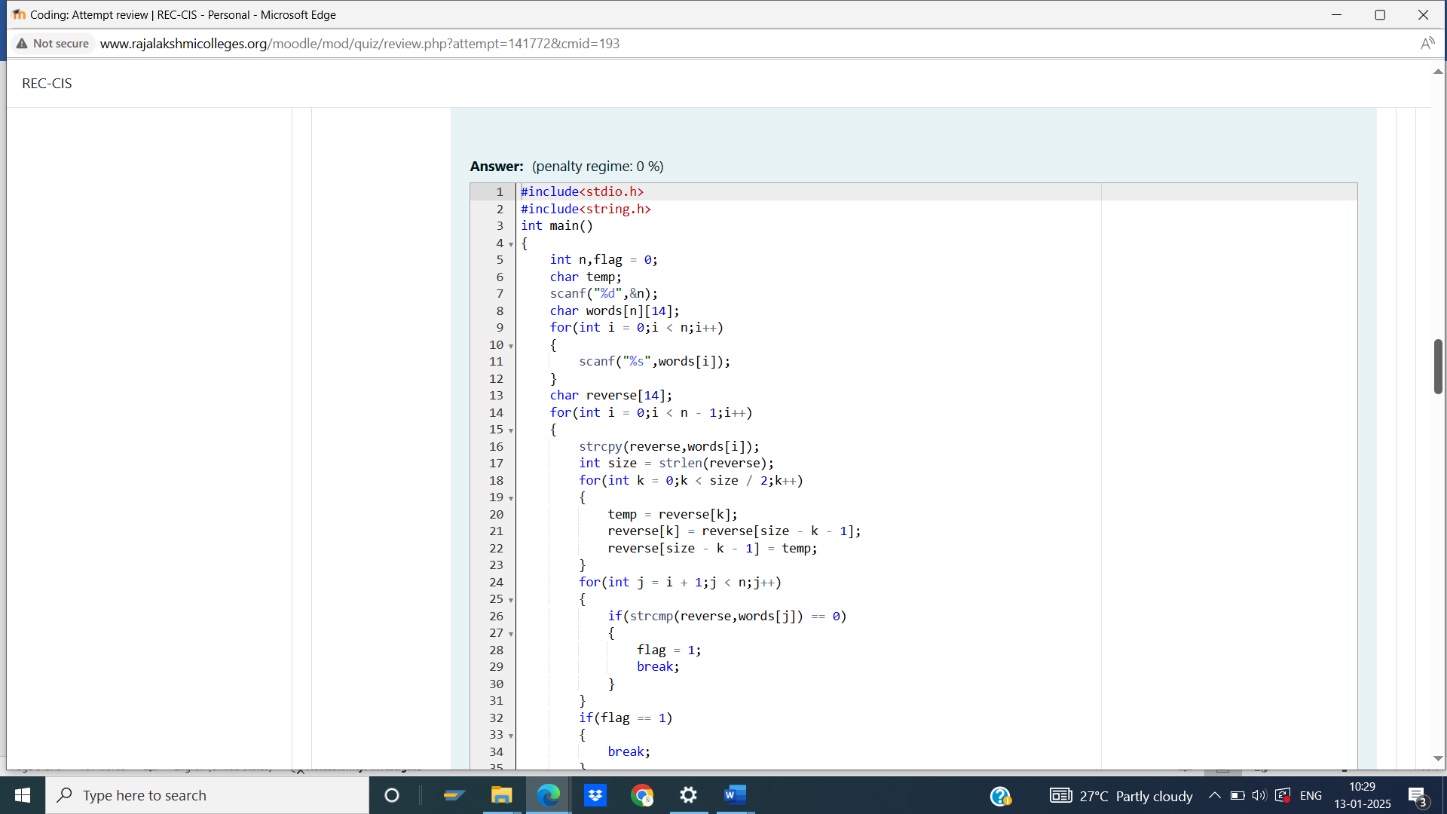 Coding: Attempt review | REC-CIS - Personal - Microsoft Edge
Not secure www.rajalakshmicolleges.org/moodle/mod/quiz/review.php?attempt=141772&cmid=193
REC-CIS
Answer: (penalty regime: 0 %)
1 #include<stdio.h>
2 #include<string.h>
3 int main()
4 {
5 int n,flag = 0;
6 char temp;
7 scanf("%d",&n);
8 char words[n][14];
9 for(int i = 0;i < n;i++)
10 {
11 scanf("%s",words[i]);
12 }
13 char reverse[14];
14 for(int i = 0;i < n - 1;i++)
15 {
16 strcpy(reverse,words[i]);
17 int size = strlen(reverse);
18 for(int k = 0;k < size / 2;k++)
19 {
20 temp = reverse[k];
21 reverse[k] = reverse[size - k - 1];
22 reverse[size - k - 1] = temp;
23 }
24 for(int j = i + 1;j < n;j++)
25 {
26 if(strcmp(reverse,words[j]) == 0)
27 {
28 flag = 1;
29 break;
30 }
31 }
32 if(flag == 1)
33 {
34 break;
35 }
Type here to search
27°C Partly cloudy
ENG
10:29
13-01-2025
3